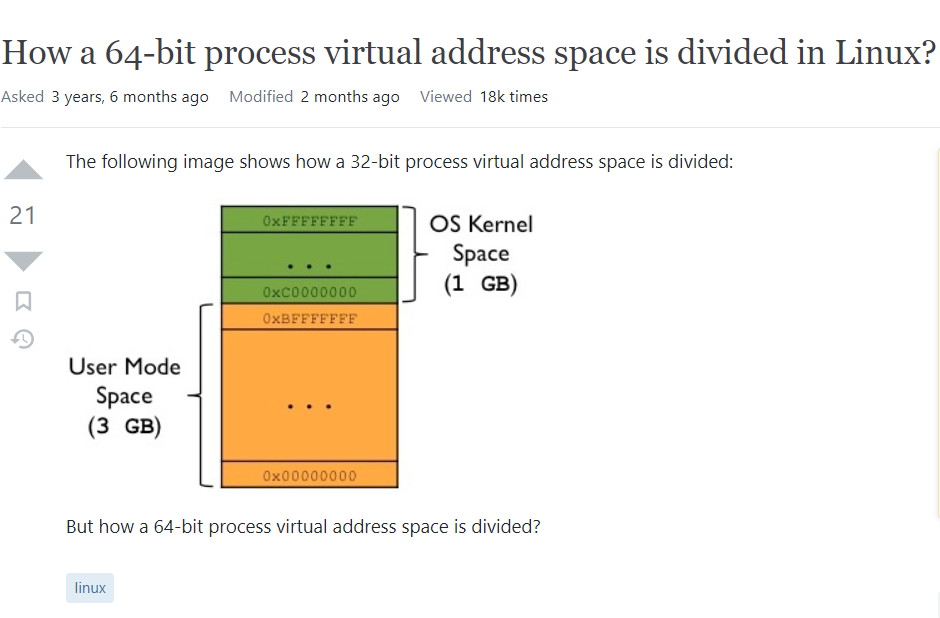 How a 64-bit process virtual address space is divided in Linux?
Asked 3 years, 6 months ago Modified 2 months ago Viewed 18k times
The following image shows how a 32-bit process virtual address space is divided:
21
0xFFFFFFFF
. . .
0xC0000000
OS Kernel
Space
(1 GB)
0xBFFFFFFF
. . .
0x00000000
User Mode
Space
(3 GB)
But how a 64-bit process virtual address space is divided?
linux